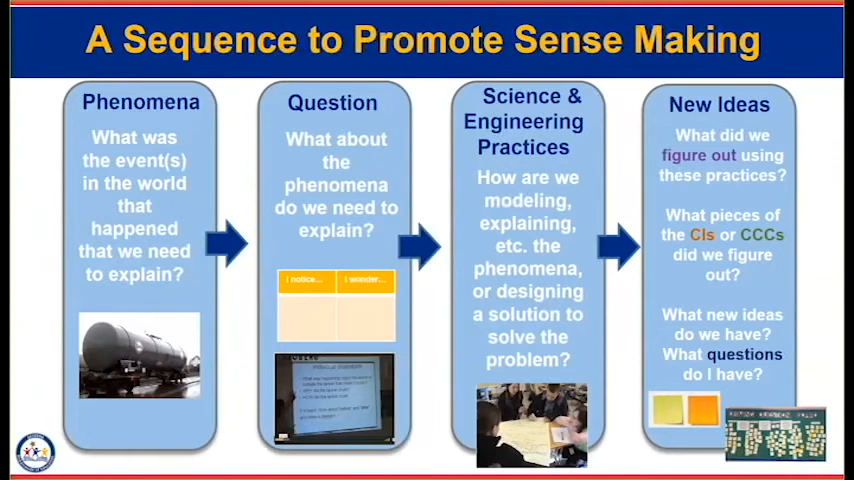 A Sequence to Promote Sense Making
Phenomena
What was
the event(s)
in the world
that
happened
that we need
to explain?
Question
What about
the
phenomena
do we need to
explain?
I notice...
I wonder...
Science &
Engineering
Practices
How are we
modeling,
explaining,
etc. the
phenomena,
or designing
a solution to
solve the
problem?
New Ideas
What did we
figure out using
these practices?
What pieces of
the CIs or CCCs
did we figure
out?
What new ideas
do we have?
What questions
do I have?